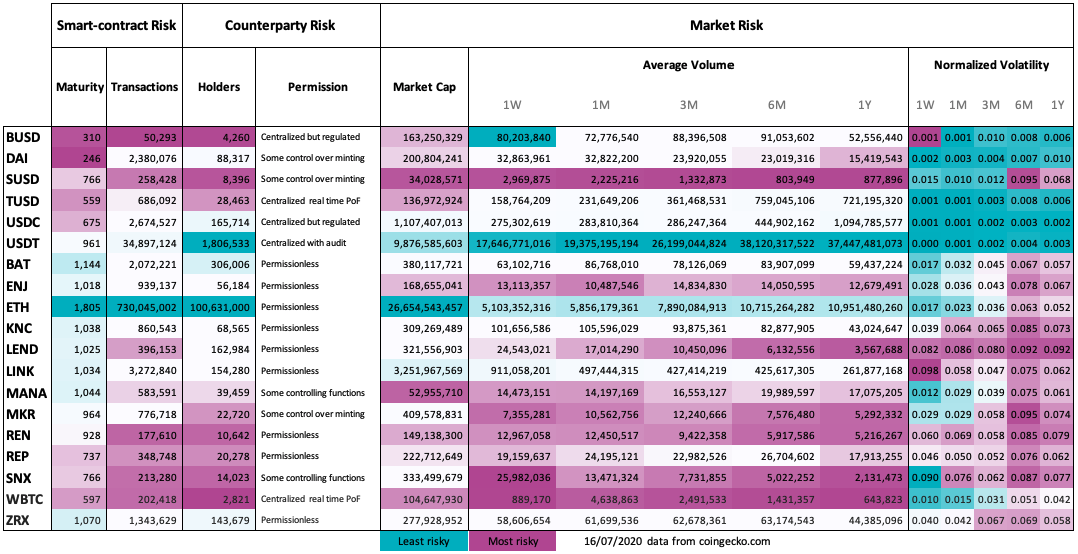 Smart-contract Risk Counterparty Risk Market Risk
Average Volume Normalized Volatility
Maturity Transactions Holders Permission Market Cap
1W 1M 3M 6M 1Y 1W 1M 3M 6M 1Y
BUSD 310 50,293 4,260 Centralized but regulated 163,250,329 80,203,840 72,776,540 88,396,508 91,053,602 52,556,440 0.001 0.001 0.010 0.008 0.006
DAI 246 2,380,076 88,317 Some control over minting 200,804,241 32,863,961 32,822,200 23,920,055 23,019,316 15,419,543 0.002 0.003 0.004 0.007 0.010
SUSD 766 258,428 8,396 Some control over minting 34,028,571 2,969,875 2,225,216 1,332,873 803,949 877,896 0.015 0.010 0.012 0.095 0.068
TUSD 559 686,092 28,463 Centralized real time PoF 136,972,924 158,764,209 231,649,206 361,468,531 759,045,106 721,195,320 0.001 0.001 0.003 0.008 0.006
USDC 675 2,674,527 165,714 Centralized but regulated 1,107,407,013 275,302,619 283,810,364 286,247,364 444,902,162 1,094,785,577 0.001 0.001 0.002 0.003 0.002
USDT 961 34,897,124 1,806,533 Centralized with audit 9,876,585,603 17,646,771,016 19,375,195,194 26,199,044,824 38,120,317,522 37,447,481,073 0.000 0.001 0.002 0.004 0.003
BAT 1,144 2,072,221 306,006 Permissionless 380,117,721 63,102,716 86,768,010 78,126,069 83,907,099 59,437,224 0.017 0.032 0.045 0.067 0.057
ENJ 1,018 939,137 56,184 Permissionless 168,655,041 13,113,357 10,487,546 14,834,830 14,050,595 12,679,491 0.028 0.036 0.043 0.078 0.067
ETH 1,805 730,045,002 100,631,000 Permissionless 26,654,543,457 5,103,352,316 5,856,179,361 7,890,084,913 10,715,264,282 10,951,480,260 0.017 0.023 0.036 0.063 0.052
KNC 1,038 860,543 68,565 Permissionless 309,269,489 101,656,586 105,596,029 93,875,361 82,877,905 43,024,647 0.039 0.064 0.065 0.085 0.073
LEND 1,025 396,153 162,984 Permissionless 321,556,903 24,543,021 17,014,290 10,450,096 6,132,556 3,567,688 0.082 0.086 0.080 0.092 0.092
LINK 1,034 3,272,840 154,280 Permissionless 3,251,967,569 911,058,201 497,444,315 427,414,219 425,617,305 261,877,168 0.098 0.058 0.047 0.075 0.062
MANA 1,044 583,591 39,459 Some controlling functions 52,955,710 14,473,151 14,197,169 16,553,127 19,989,597 17,075,205 0.012 0.029 0.039 0.075 0.061
MKR 964 776,718 22,720 Some control over minting 409,578,831 7,355,281 10,562,756 12,240,666 7,576,480 5,292,332 0.029 0.029 0.058 0.095 0.074
REN 928 177,610 10,642 Permissionless 149,138,300 12,967,058 12,450,517 9,422,358 5,917,586 5,216,267 0.060 0.069 0.058 0.085 0.079
REP 737 348,748 20,278 Permissionless 222,712,649 19,159,637 24,195,121 22,982,526 26,704,602 17,913,255 0.046 0.050 0.052 0.076 0.062
SNX 766 213,280 14,023 Some controlling functions 333,499,679 25,982,036 13,471,324 7,731,855 5,022,252 2,131,473 0.090 0.076 0.062 0.087 0.077
WBTC 597 202,418 2,821 Centralized real time PoF 104,647,930 889,170 4,638,863 2,491,533 1,431,357 643,823 0.010 0.015 0.031 0.051 0.042
ZRX 1,070 1,343,629 143,679 Permissionless 277,928,952 58,606,654 61,699,536 62,678,361 63,174,543 44,385,096 0.040 0.042 0.067 0.069 0.058
Least risky Most risky 16/07/2020 data from coingecko.com